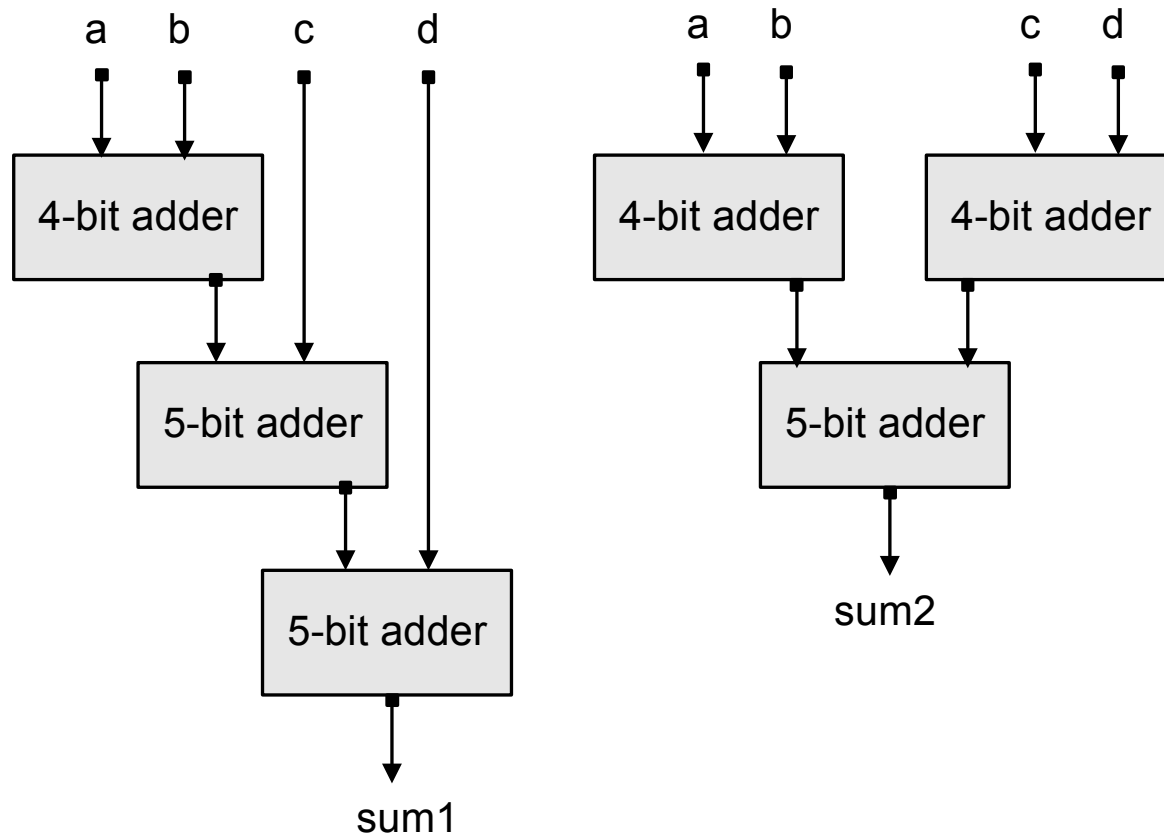 a b c d
4-bit adder
5-bit adder
5-bit adder
sum1
a b c d
4-bit adder 4-bit adder
5-bit adder
sum2